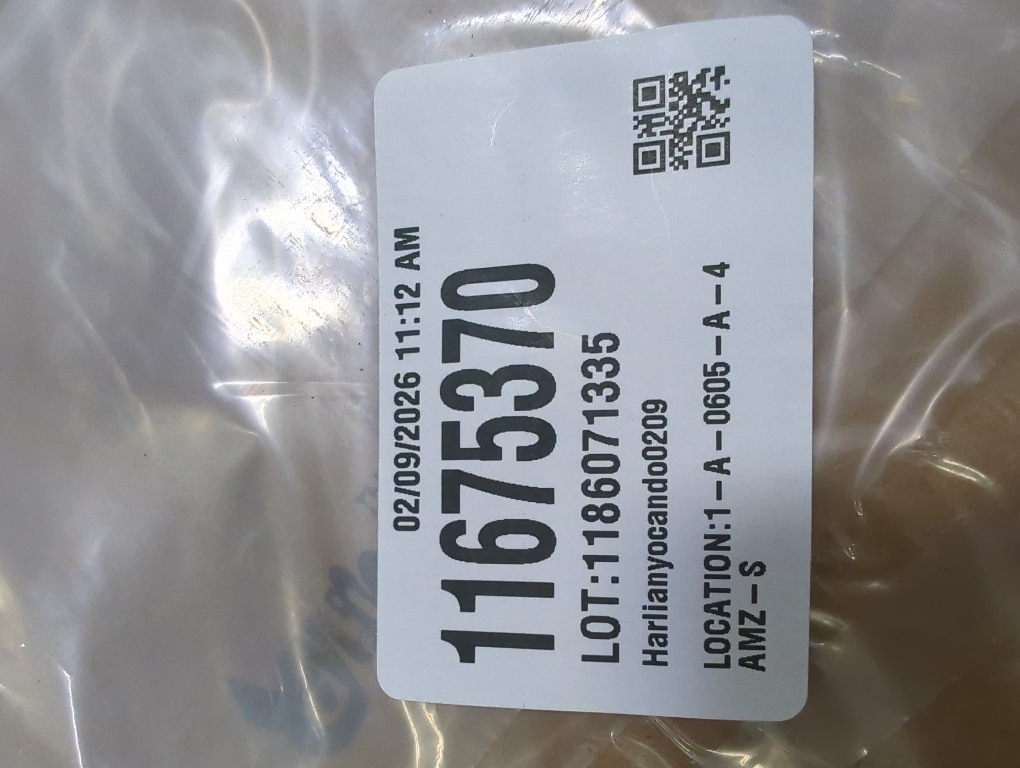 02/09/2026 11:12 AM
11675370
LOT:1186071335
Harlianyocando0209
LOCATION:1-A-0605-A-4
AMZ-S